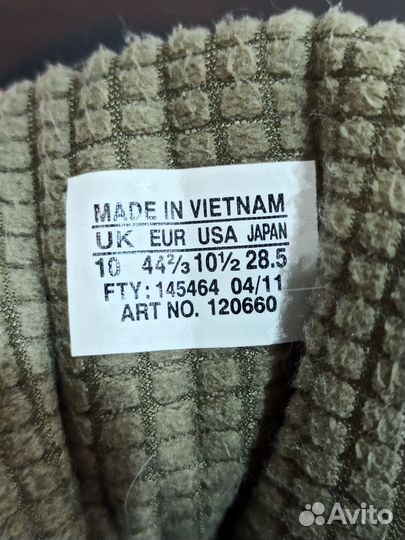 MADE IN VIETNAM
UK EUR USA JAPAN
10 44⅔ 10½ 28.5
FTY: 145464 04/11
ART NO. 120660
Avito